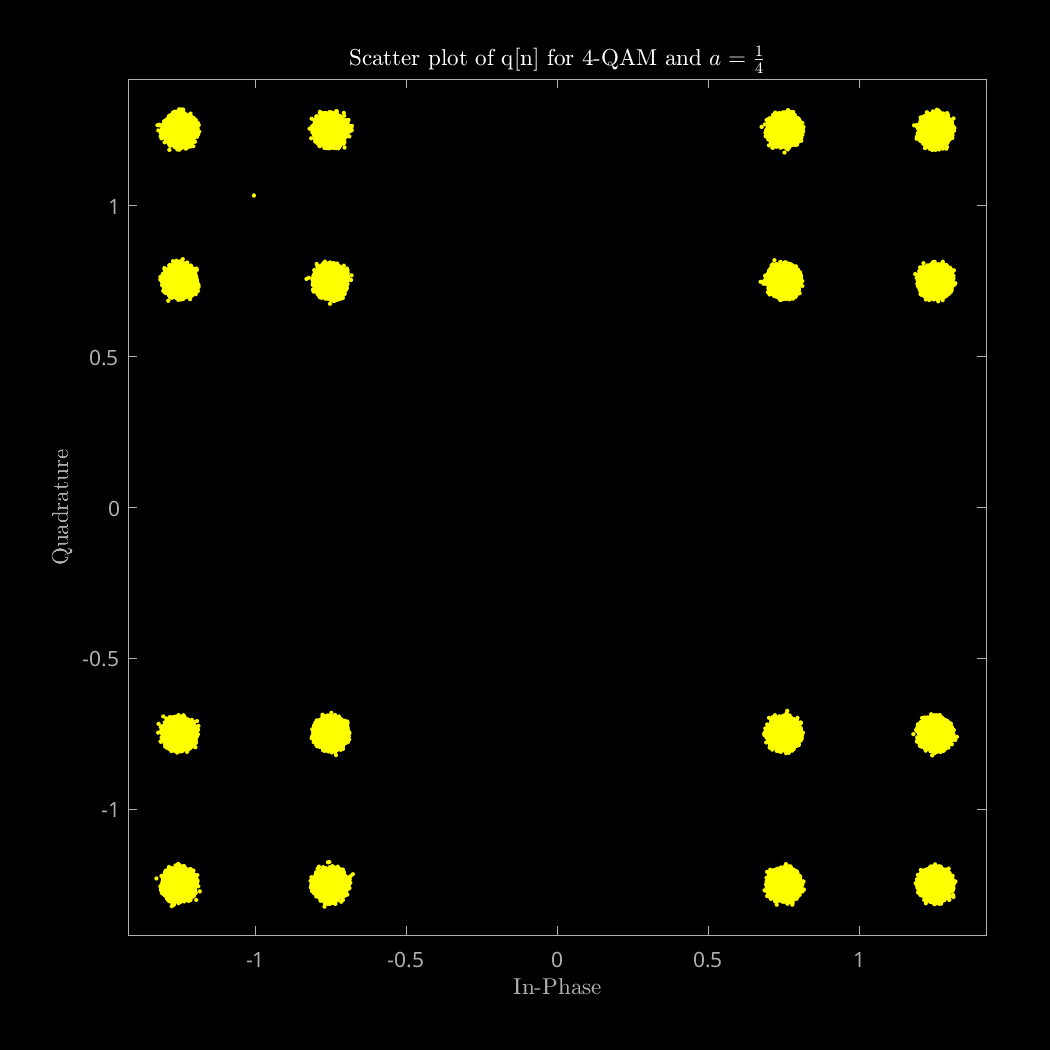 Scatter plot of q[n] for 4-QAM and $a = \frac{1}{4}$
1
0.5
0
-0.5
-1
Quadrature
-1 -0.5 0 0.5 1
In-Phase